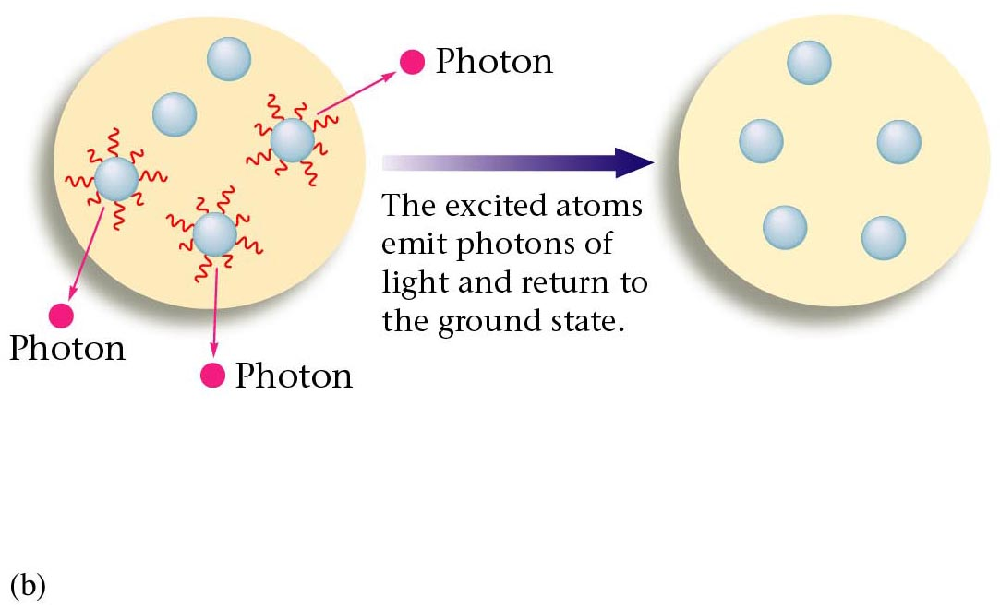 Photon
The excited atoms
emit photons of
light and return to
the ground state.
Photon
Photon
(b)